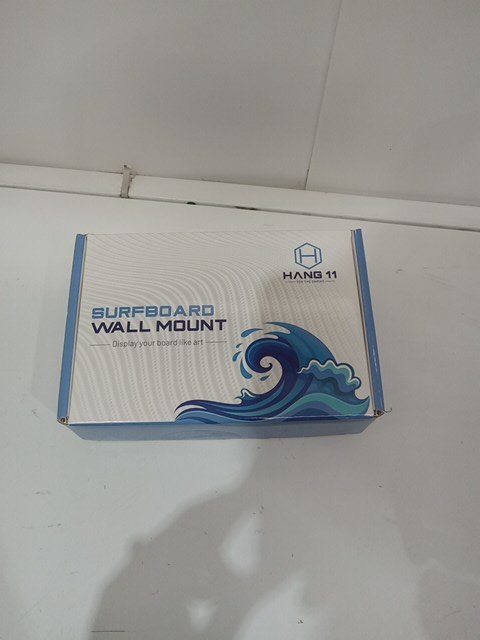 H
HANG 11
SURFBOARD
WALL MOUNT
Display your board like art